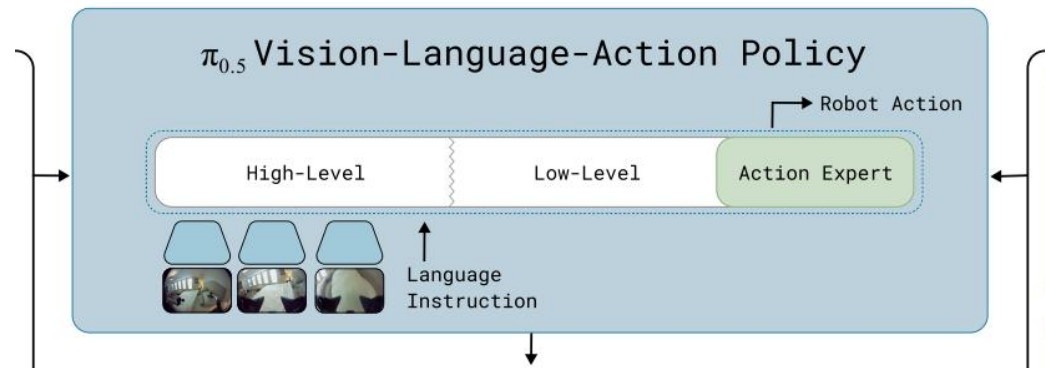 π0.5 Vision-Language-Action Policy
Robot Action
High-Level
Low-Level
Action Expert
Language
Instruction